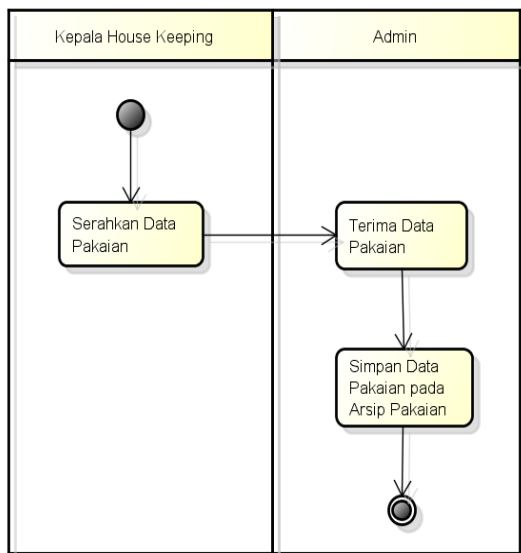 Kepala House Keeping
Admin
Serahkan Data
Pakaian
Terima Data
Pakaian
Simpan Data
Pakaian pada
Arsip Pakaian